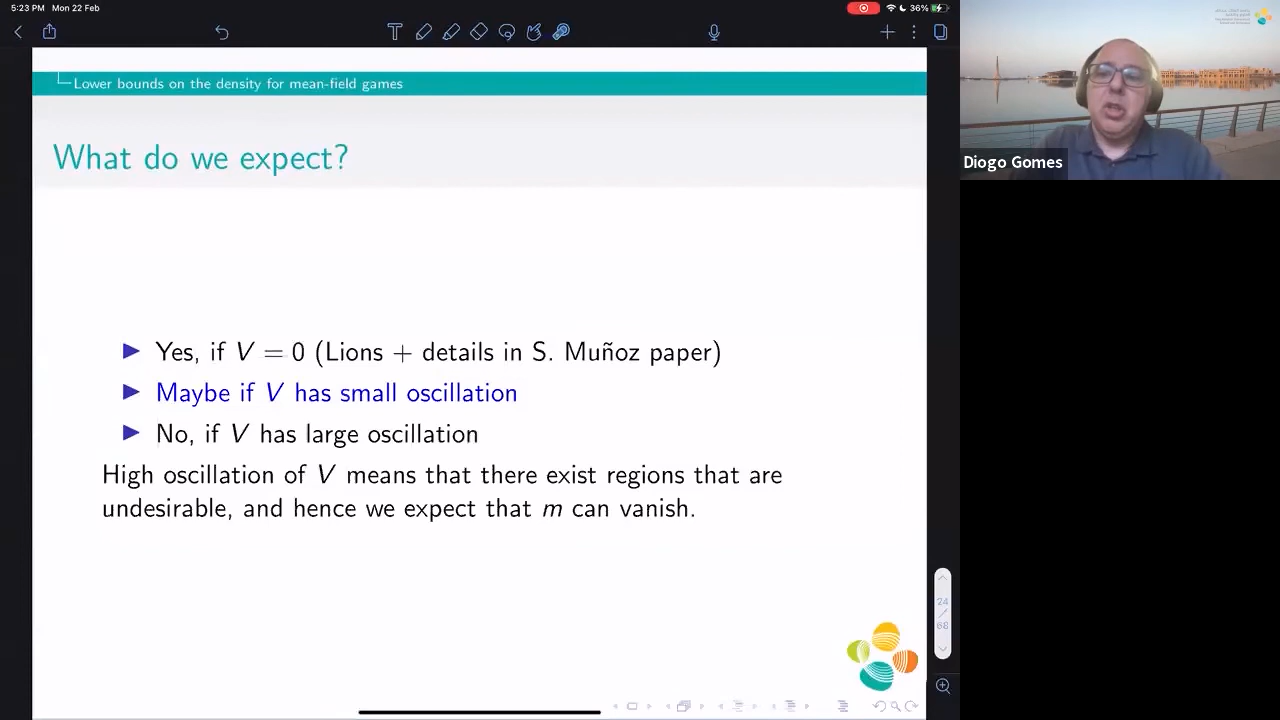 5:23 PM Mon 22 Feb
36%
Lower bounds on the density for mean-field games
What do we expect?
Yes, if V = 0 (Lions + details in S. Muñoz paper)
Maybe if V has small oscillation
No, if V has large oscillation
High oscillation of V means that there exist regions that are
undesirable, and hence we expect that m can vanish.
24
/
68
Diogo Gomes